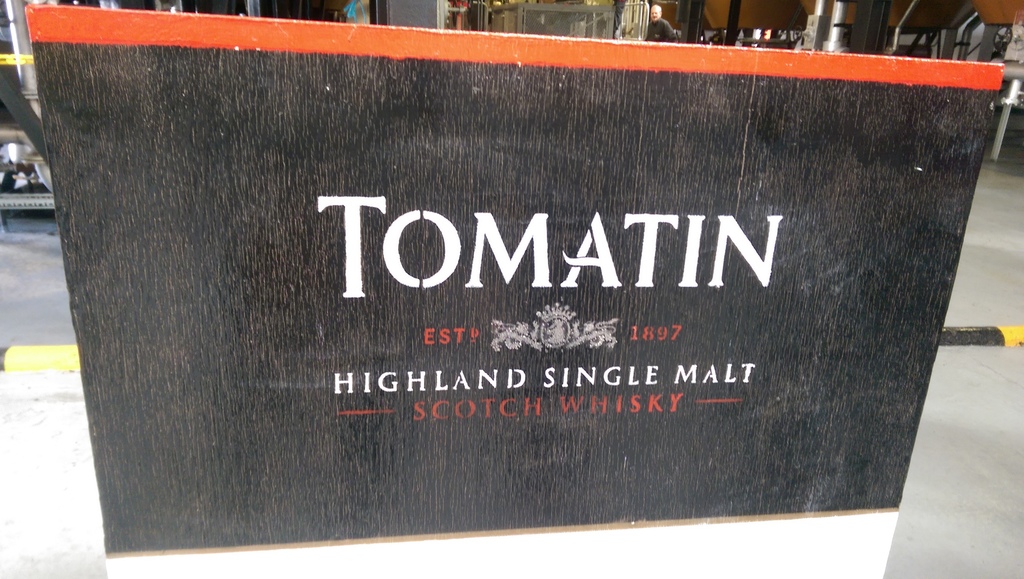 TOMATIN
ESTD 1897
HIGHLAND SINGLE MALT
SCOTCH WHISKY